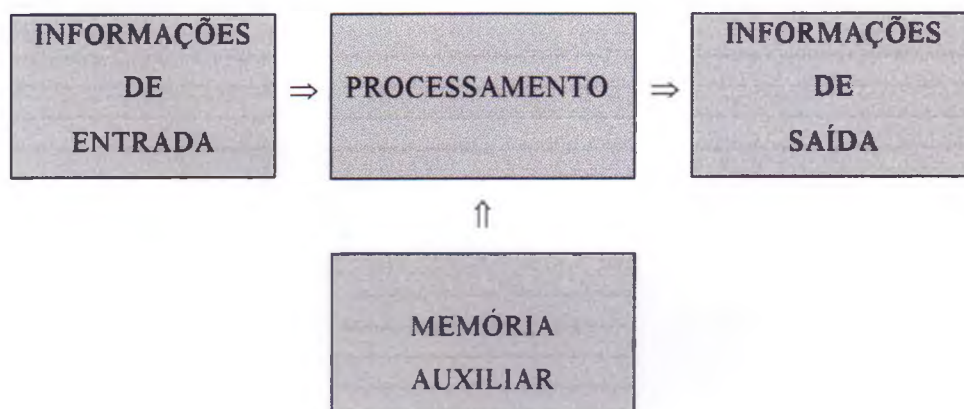 INFORMAÇÕES
DE
ENTRADA
⇒
PROCESSAMENTO
⇒
INFORMAÇÕES
DE
SAÍDA
⇑
MEMÓRIA
AUXILIAR